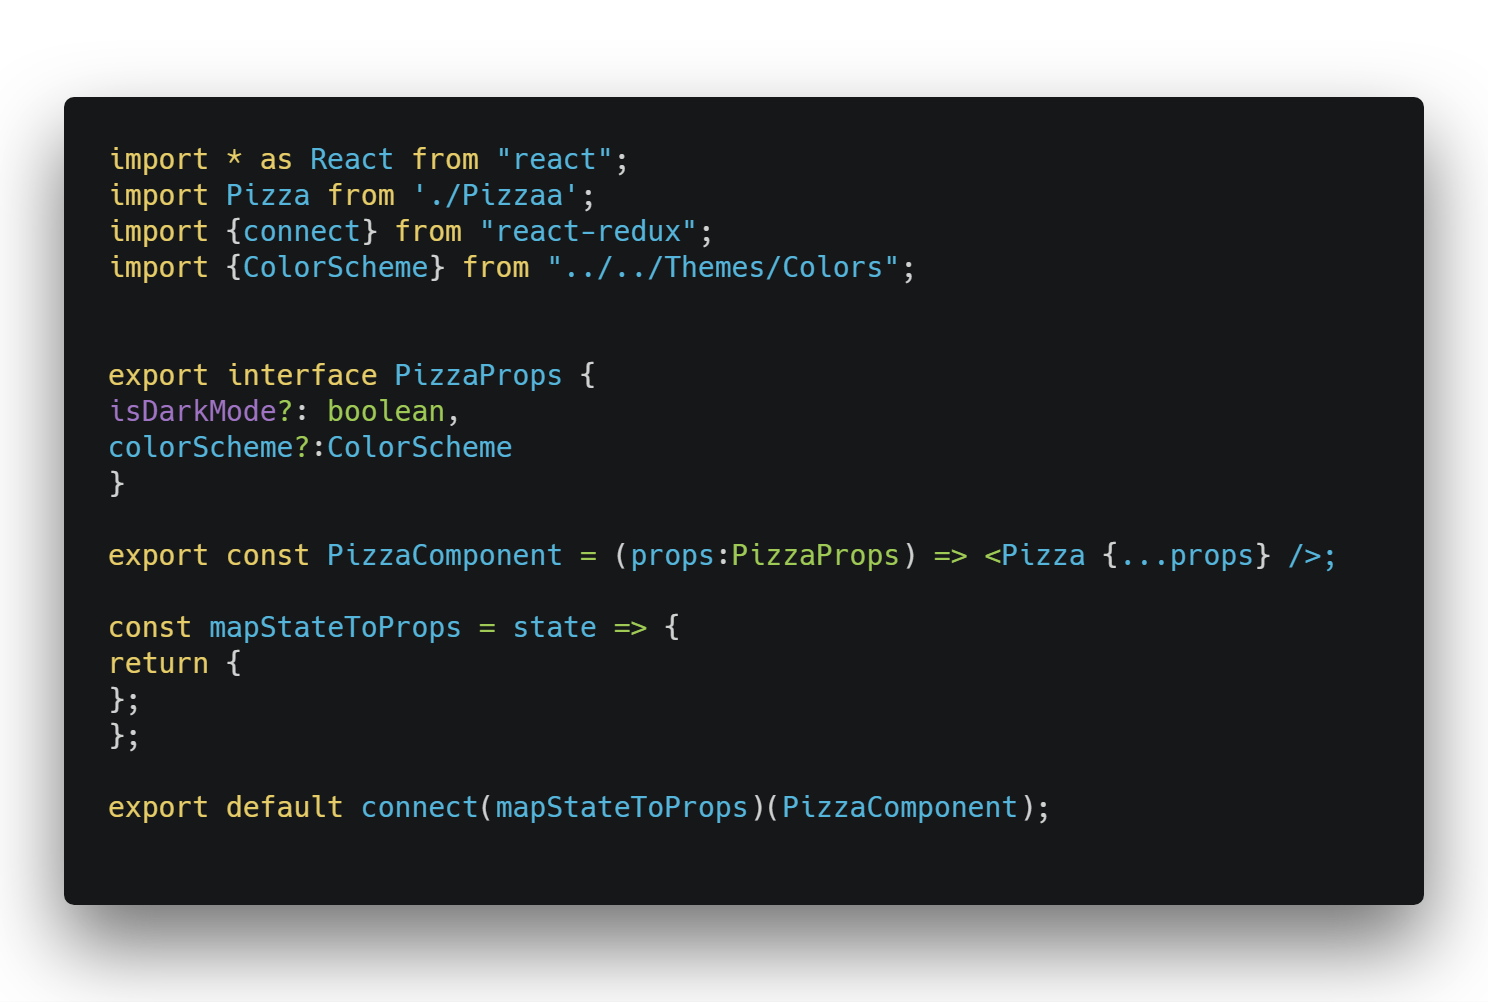 import * as React from "react";
import Pizza from './Pizzaa';
import {connect} from "react-redux";
import {ColorScheme} from "../../Themes/Colors";
export interface PizzaProps {
isDarkMode?: boolean,
colorScheme?:ColorScheme
}
export const PizzaComponent = (props:PizzaProps) => <Pizza {...props} />;
const mapStateToProps = state => {
return {
};
};
export default connect(mapStateToProps)(PizzaComponent);